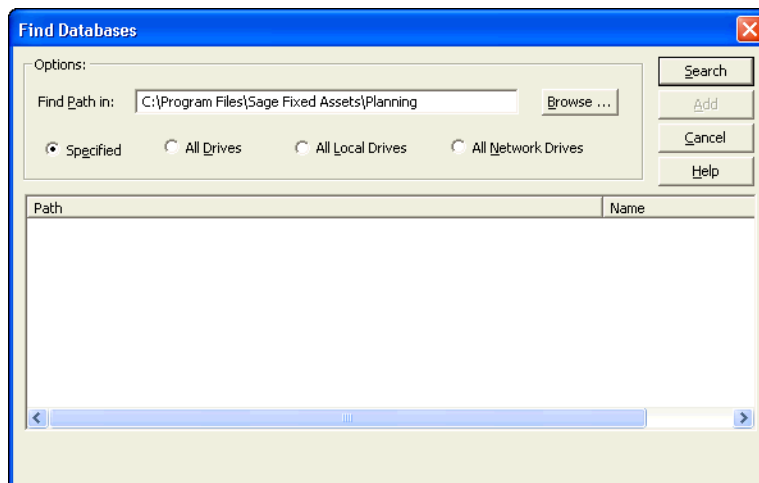 Find Databases
Options:
Find Path in: C:\Program Files\Sage Fixed Assets\Planning Browse ...
Specified All Drives All Local Drives All Network Drives
Search
Add
Cancel
Help
Path Name